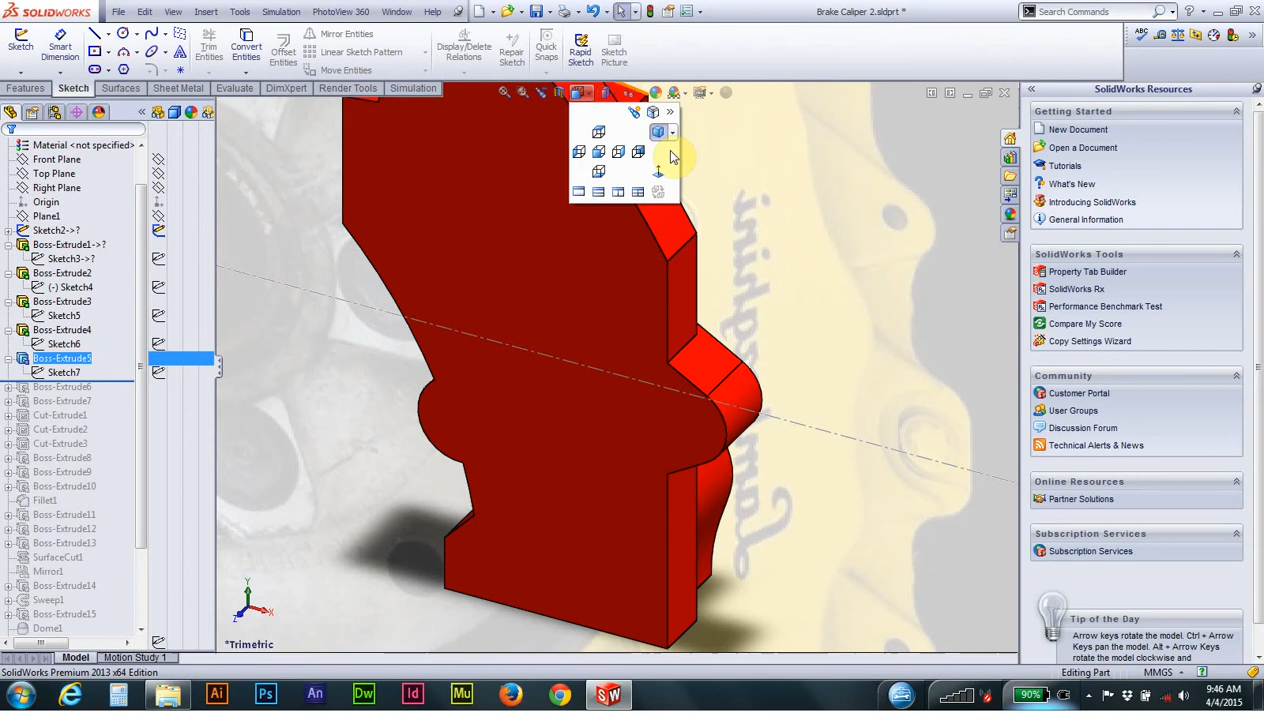 SOLIDWORKS File Edit View Insert Tools Simulation PhotoView 360 Window Help Brake Caliper 2.sldprt * Search Commands
Sketch Smart Dimension Trim Entities Convert Entities Offset Entities Mirror Entities Linear Sketch Pattern Move Entities Display/Delete Relations Repair Sketch Quick Snaps Rapid Sketch Sketch Picture
Features Sketch Surfaces Sheet Metal Evaluate DimXpert Render Tools Simulation
Material <not specified>
Front Plane
Top Plane
Right Plane
Origin
Plane1
Sketch2->?
Boss-Extrude1->?
Sketch3->?
Boss-Extrude2
(-) Sketch4
Boss-Extrude3
Sketch5
Boss-Extrude4
Sketch6
Boss-Extrude5
Sketch7
Boss-Extrude6
Boss-Extrude7
Cut-Extrude1
Cut-Extrude2
Cut-Extrude3
Boss-Extrude8
Boss-Extrude9
Boss-Extrude10
Fillet1
Boss-Extrude11
Boss-Extrude12
Boss-Extrude13
SurfaceCut1
Mirror1
Boss-Extrude14
Sweep1
Boss-Extrude15
Dome1
Y
Z
X
*Trimetric
SolidWorks Resources
Getting Started
New Document
Open a Document
Tutorials
What's New
Introducing SolidWorks
General Information
SolidWorks Tools
Property Tab Builder
SolidWorks Rx
Performance Benchmark Test
Compare My Score
Copy Settings Wizard
Community
Customer Portal
User Groups
Discussion Forum
Technical Alerts & News
Online Resources
Partner Solutions
Subscription Services
Subscription Services
Tip of the Day
Arrow keys rotate the model. Ctrl + Arrow
Keys pan the model. Alt + Arrow Keys
rotate the model clockwise and
Model Motion Study 1
SolidWorks Premium 2013 x64 Edition Editing Part MMGS
Ai Ps An Dw Id Mu SW 90% 9:46 AM
4/4/2015